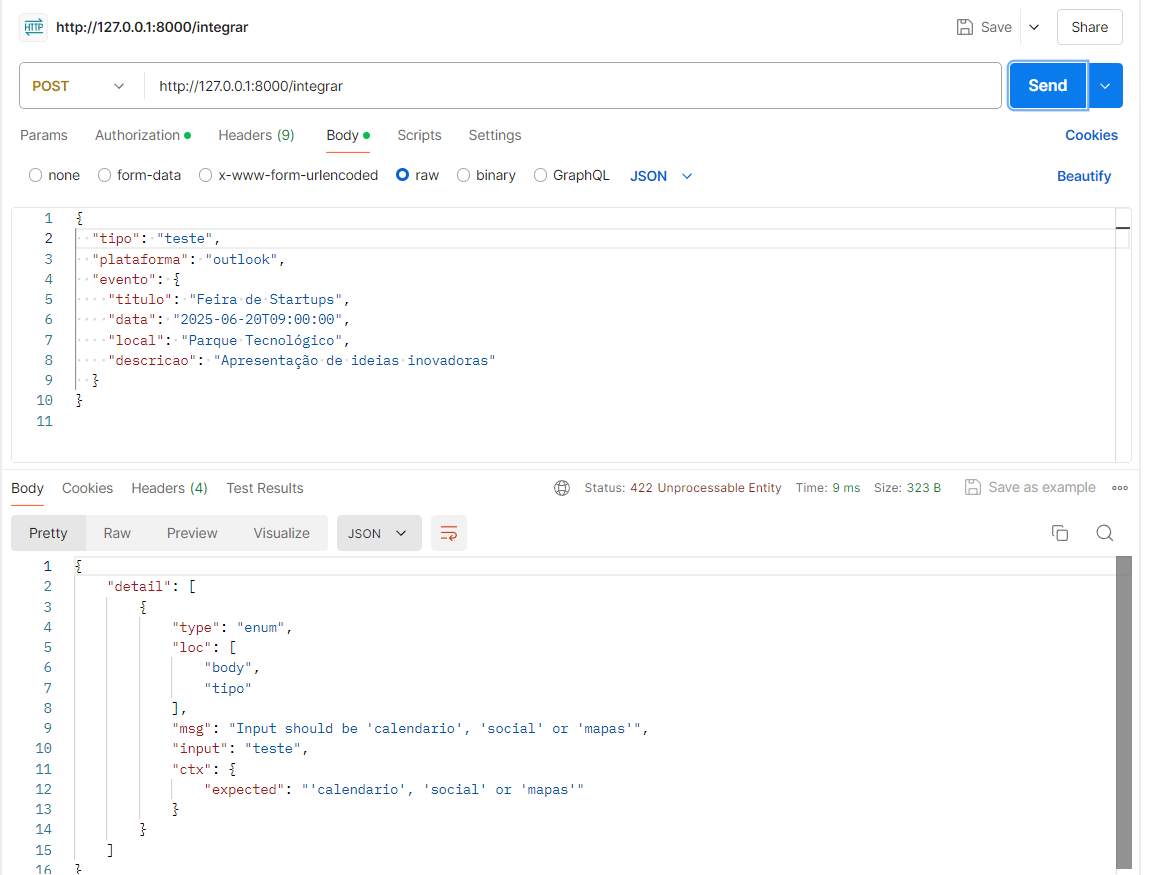 HTTP http://127.0.0.1:8000/integrar Save Share
POST http://127.0.0.1:8000/integrar Send
Params Authorization Headers (9) Body Scripts Settings Cookies
none form-data x-www-form-urlencoded raw binary GraphQL JSON Beautify
1 {
2 "tipo": "teste",
3 "plataforma": "outlook",
4 "evento": {
5 "titulo": "Feira de Startups",
6 "data": "2025-06-20T09:00:00",
7 "local": "Parque Tecnológico",
8 "descricao": "Apresentação de ideias inovadoras"
9 }
10 }
11
Body Cookies Headers (4) Test Results Status: 422 Unprocessable Entity Time: 9 ms Size: 323 B Save as example
Pretty Raw Preview Visualize JSON
1 {
2 "detail": [
3 {
4 "type": "enum",
5 "loc": [
6 "body",
7 "tipo"
8 ],
9 "msg": "Input should be 'calendario', 'social' or 'mapas'",
10 "input": "teste",
11 "ctx": {
12 "expected": "'calendario', 'social' or 'mapas'"
13 }
14 }
15 ]
16 }